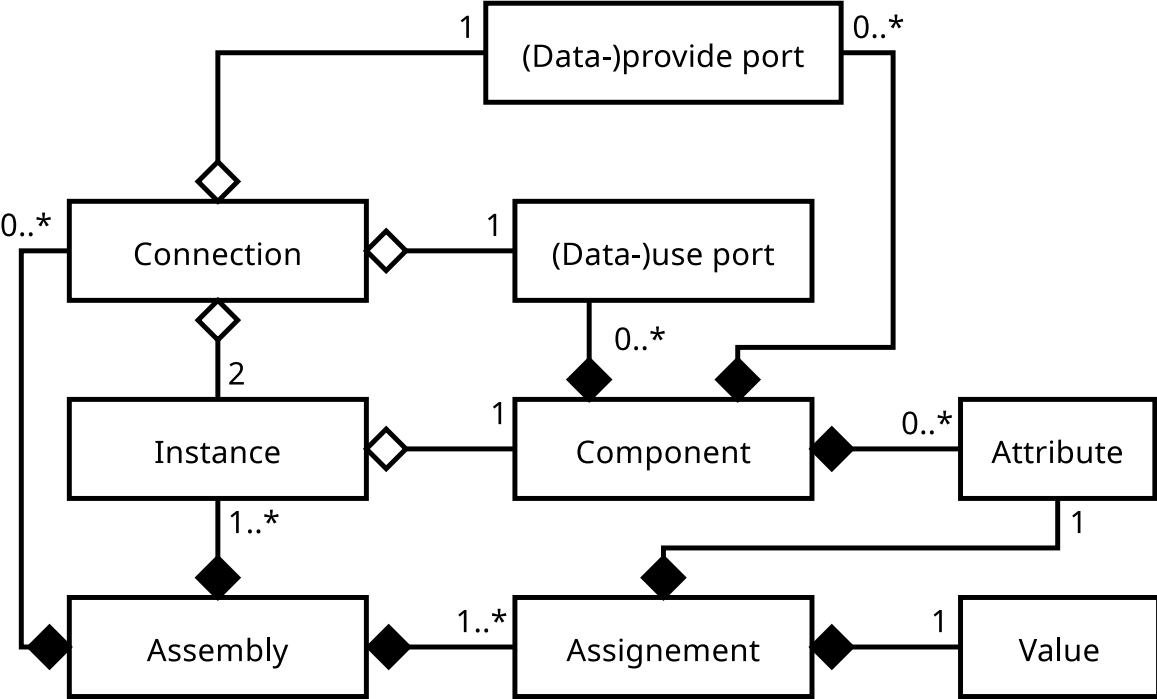 1
(Data-)provide port
0..*
0..*
Connection
1
(Data-)use port
0..*
2
Instance
1
Component
0..*
Attribute
1..*
1
Assembly
1..*
Assignement
1
Value